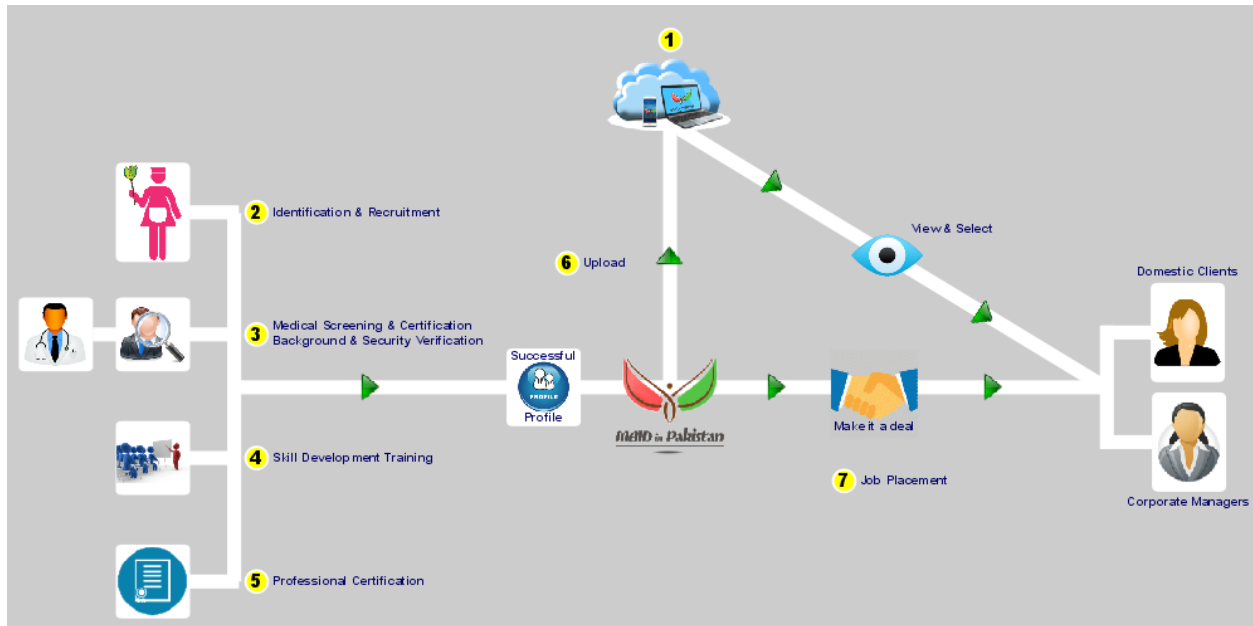 1
2 Identification & Recruitment
View & Select
6 Upload
Domestic Clients
3 Medical Screening & Certification
Background & Security Verification
Successful
PROFILE
Profile
MAID in Pakistan
Make it a deal
4 Skill Development Training
7 Job Placement
Corporate Managers
5 Professional Certification